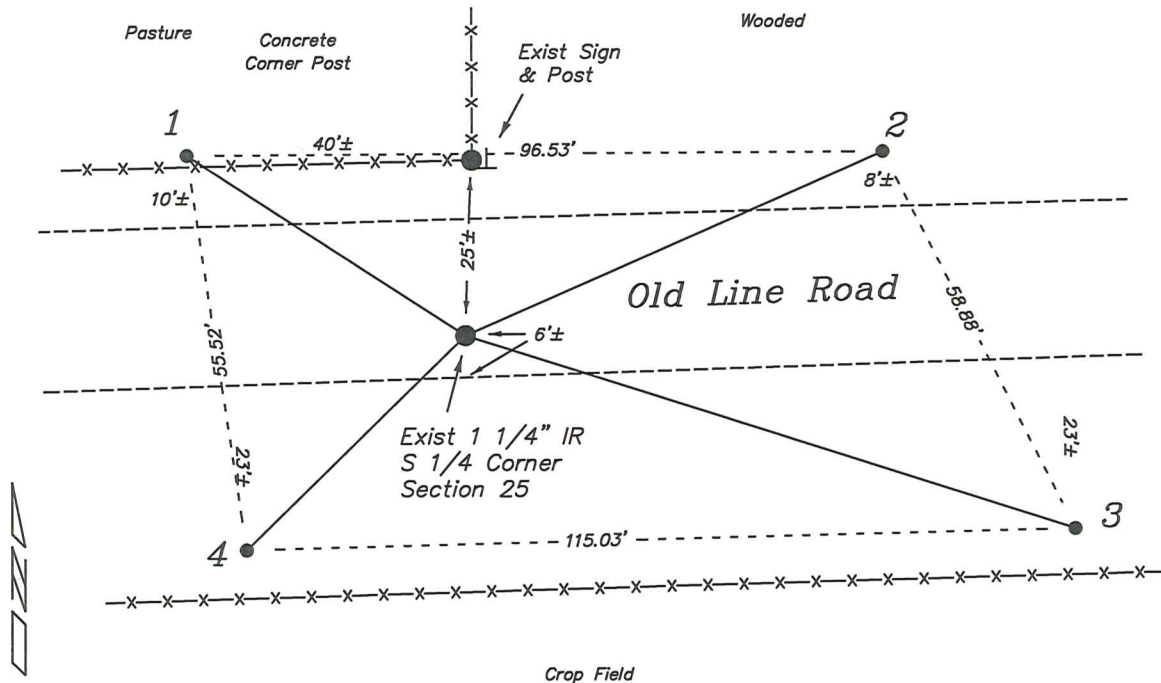 Pasture
Concrete
Corner Post
Wooded
Exist Sign
& Post
1
40'±
96.53'
2
10'±
8'±
25'±
Old Line Road
6'±
55.52'
58.88'
Exist 1 1/4" IR
S 1/4 Corner
Section 25
23'±
23'±
4
115.03'
3
N
Crop Field